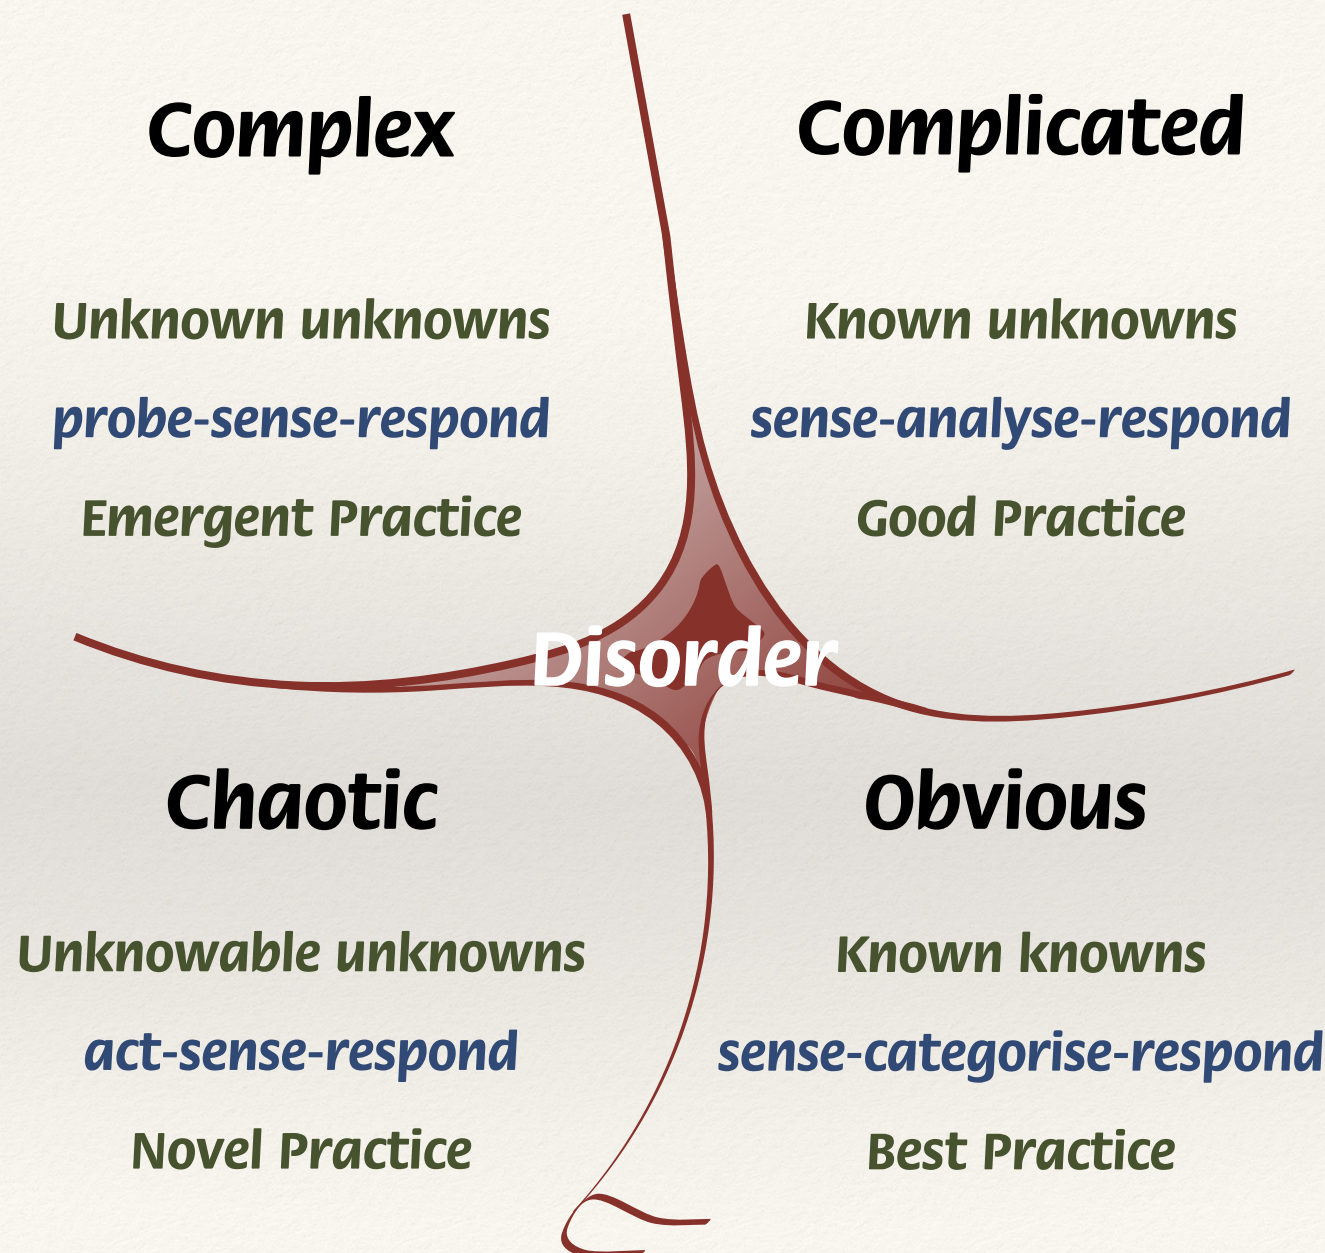 Complex
Unknown unknowns
probe-sense-respond
Emergent Practice
Complicated
Known unknowns
sense-analyse-respond
Good Practice
Disorder
Chaotic
Unknowable unknowns
act-sense-respond
Novel Practice
Obvious
Known knowns
sense-categorise-respond
Best Practice